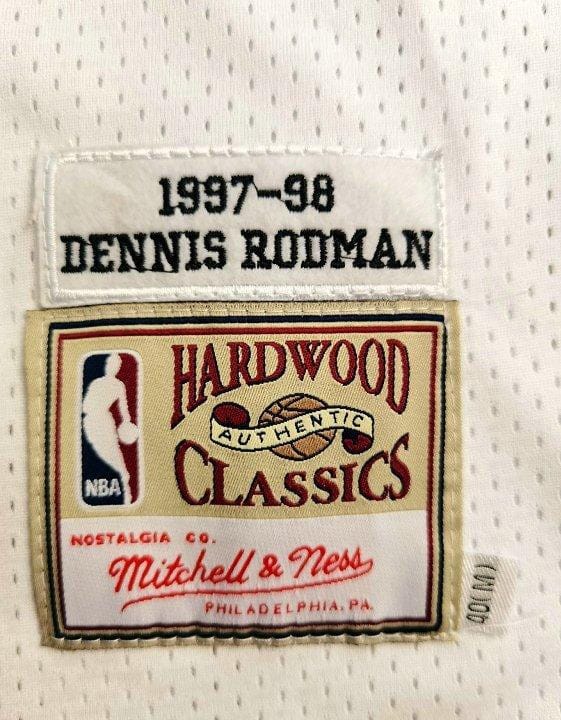 1997-98
DENNIS RODMAN
HARDWOOD
AUTHENTIC
CLASSICS
NBA
NOSTALGIA CO.
Mitchell & Ness
PHILADELPHIA, PA.
40(M)